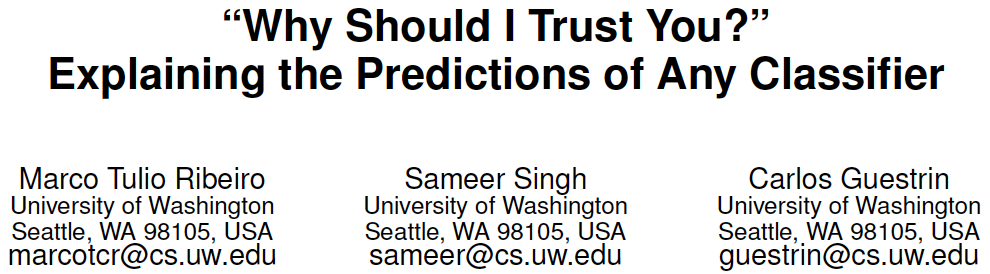 “Why Should I Trust You?”
Explaining the Predictions of Any Classifier
Marco Tulio Ribeiro
University of Washington
Seattle, WA 98105, USA
marcotcr@cs.uw.edu
Sameer Singh
University of Washington
Seattle, WA 98105, USA
sameer@cs.uw.edu
Carlos Guestrin
University of Washington
Seattle, WA 98105, USA
guestrin@cs.uw.edu